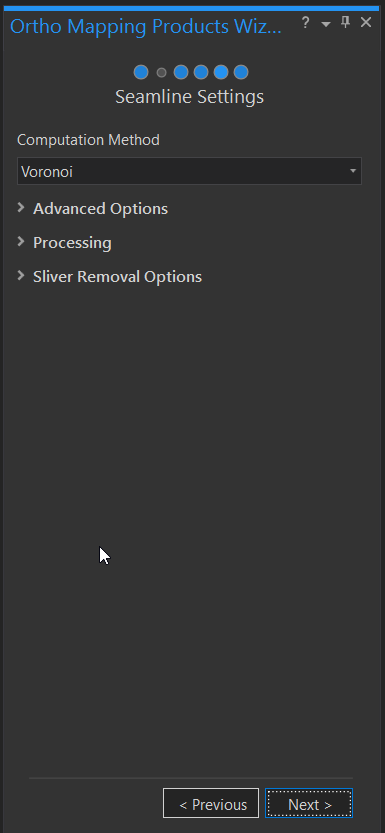 Ortho Mapping Products Wiz...
?
Seamline Settings
Computation Method
Voronoi
Advanced Options
Processing
Sliver Removal Options
< Previous
Next >